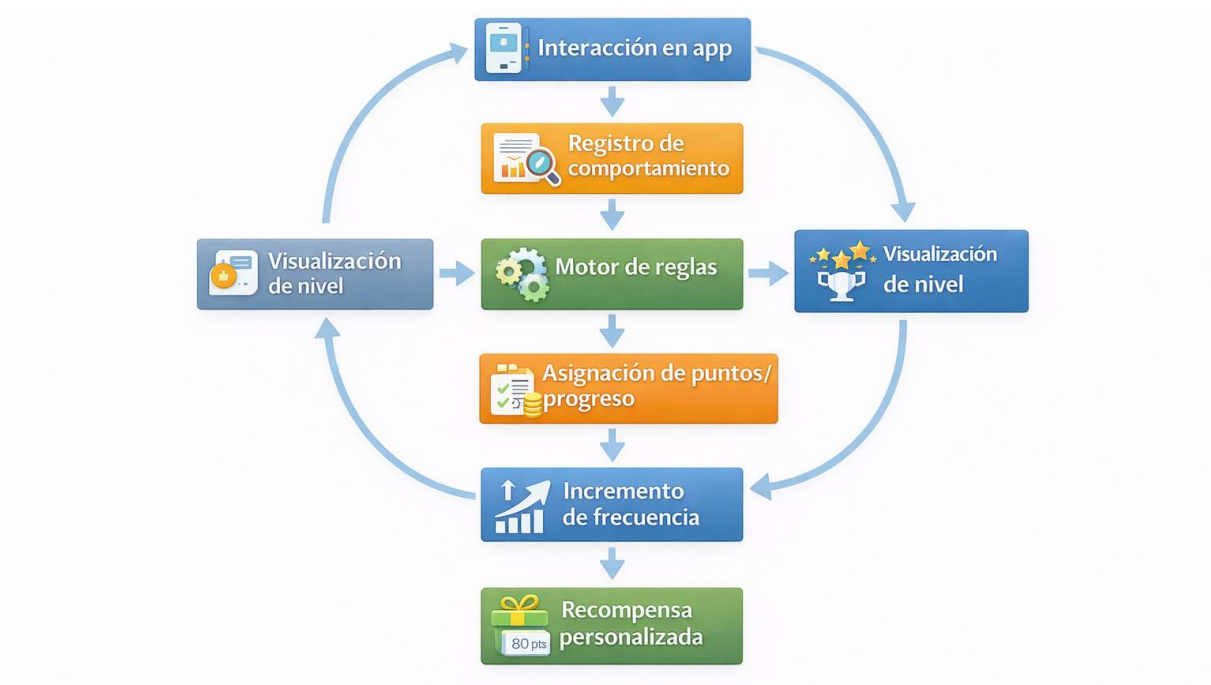 Interacción en app
Registro de
comportamiento
Visualización
de nivel
Motor de reglas
Visualización
de nivel
Asignación de puntos/
progreso
Incremento
de frecuencia
Recompensa
personalizada
80 pts